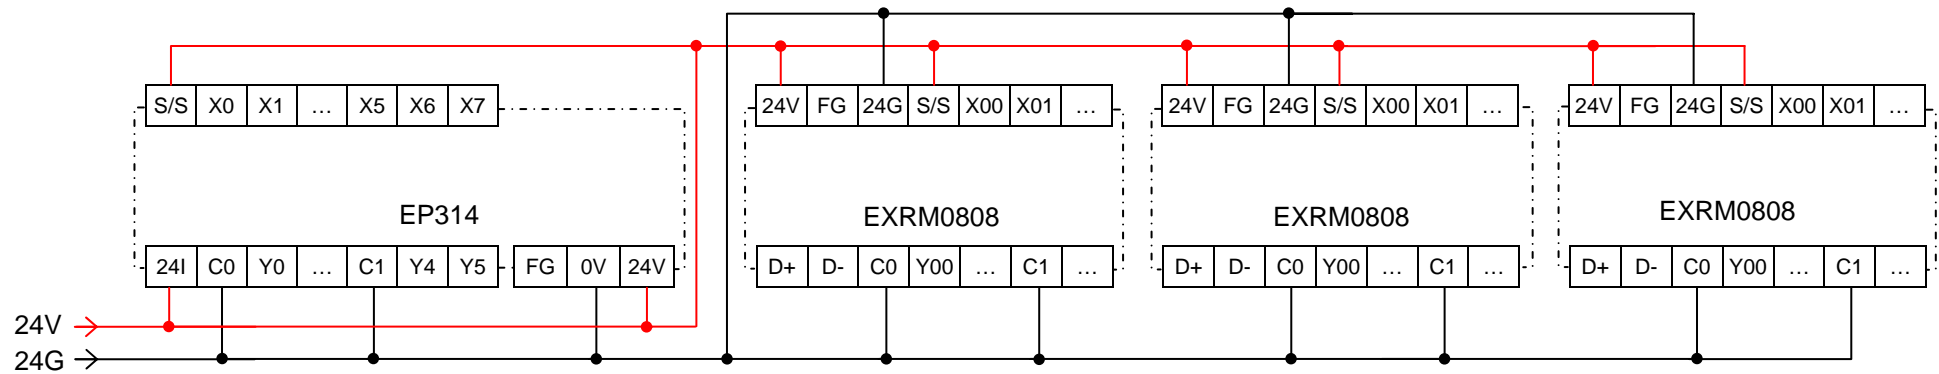 S/S X0 X1 … X5 X6 X7
24V FG 24G S/S X00 X01 …
24V FG 24G S/S X00 X01 …
24V FG 24G S/S X00 X01 …
EP314
EXRM0808
EXRM0808
EXRM0808
24I C0 Y0 … C1 Y4 Y5 FG 0V 24V
D+ D- C0 Y00 … C1 …
D+ D- C0 Y00 … C1 …
D+ D- C0 Y00 … C1 …
24V
24G